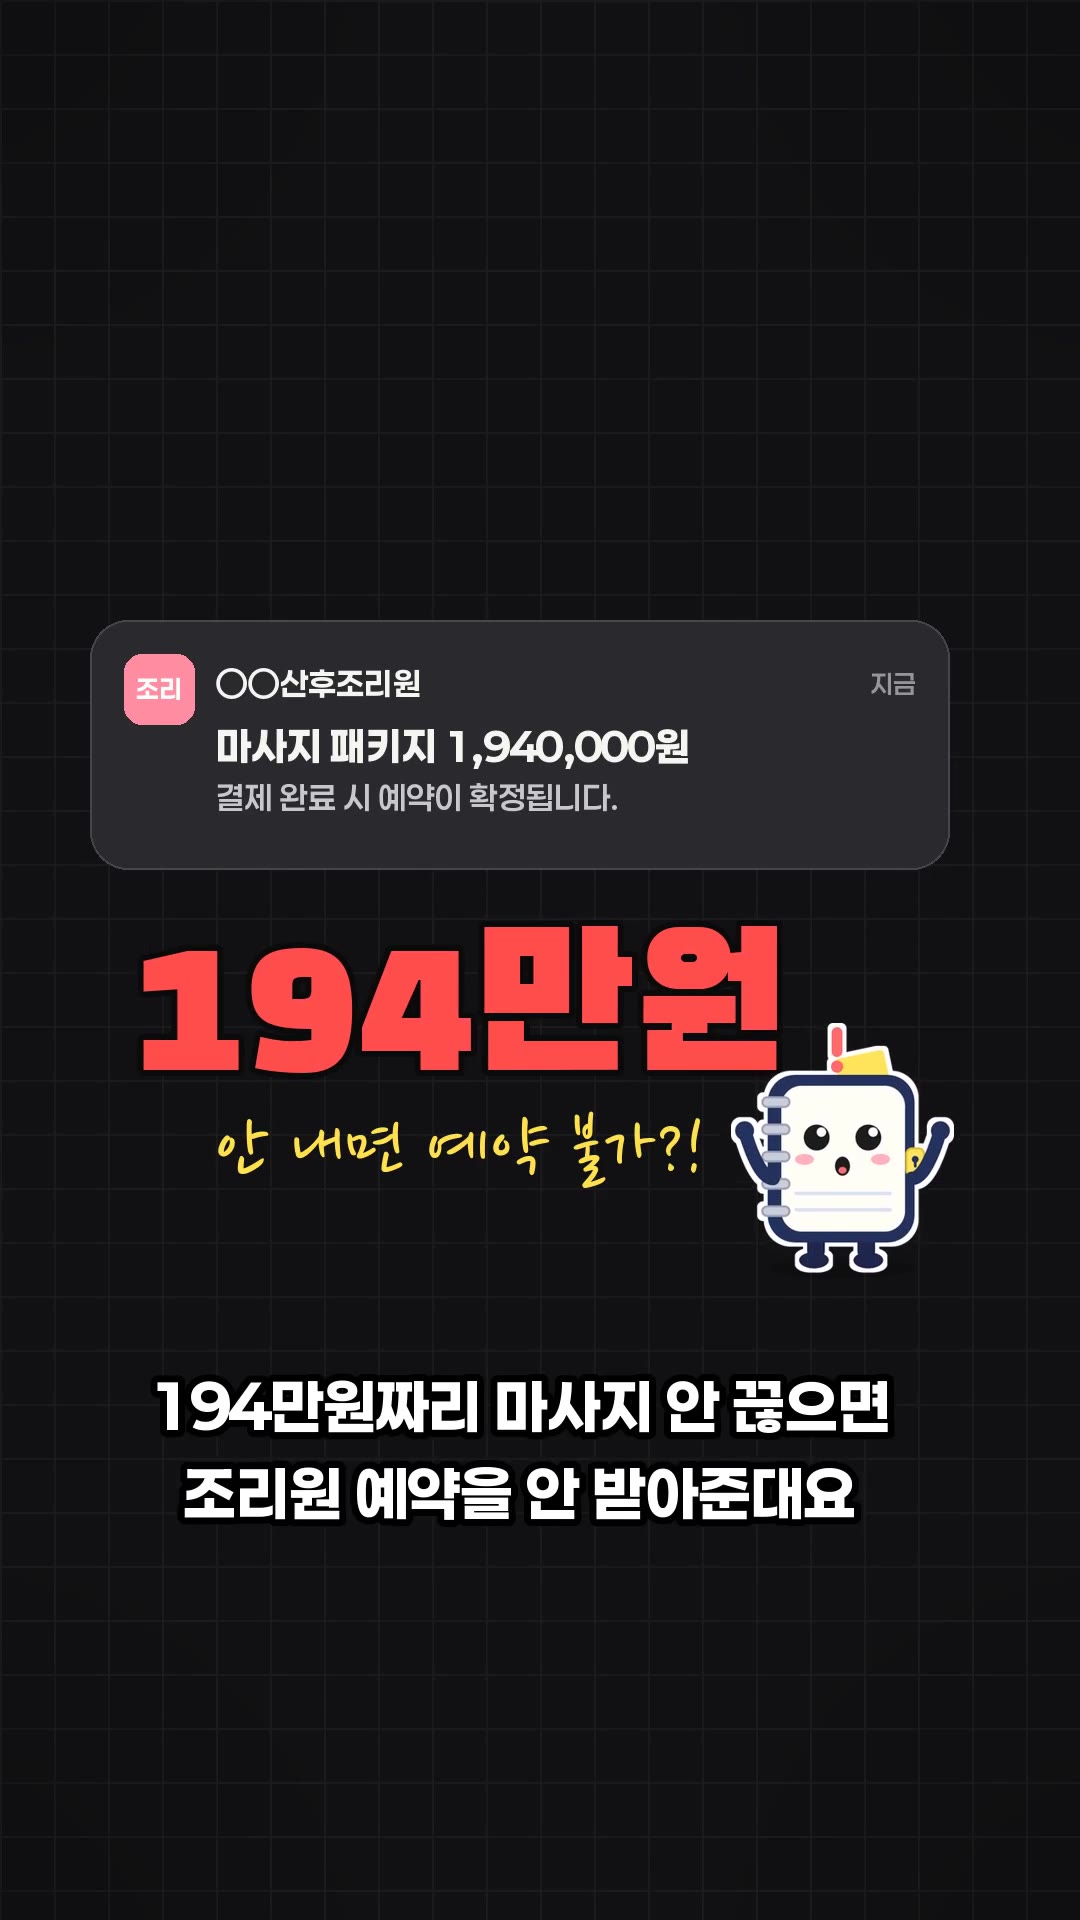 조리
○○산후조리원
지금
마사지 패키지 1,940,000원
결제 완료 시 예약이 확정됩니다.
194만원
안 내면 예약 불가?!
194만원짜리 마사지 안 끊으면
조리원 예약을 안 받아준대요